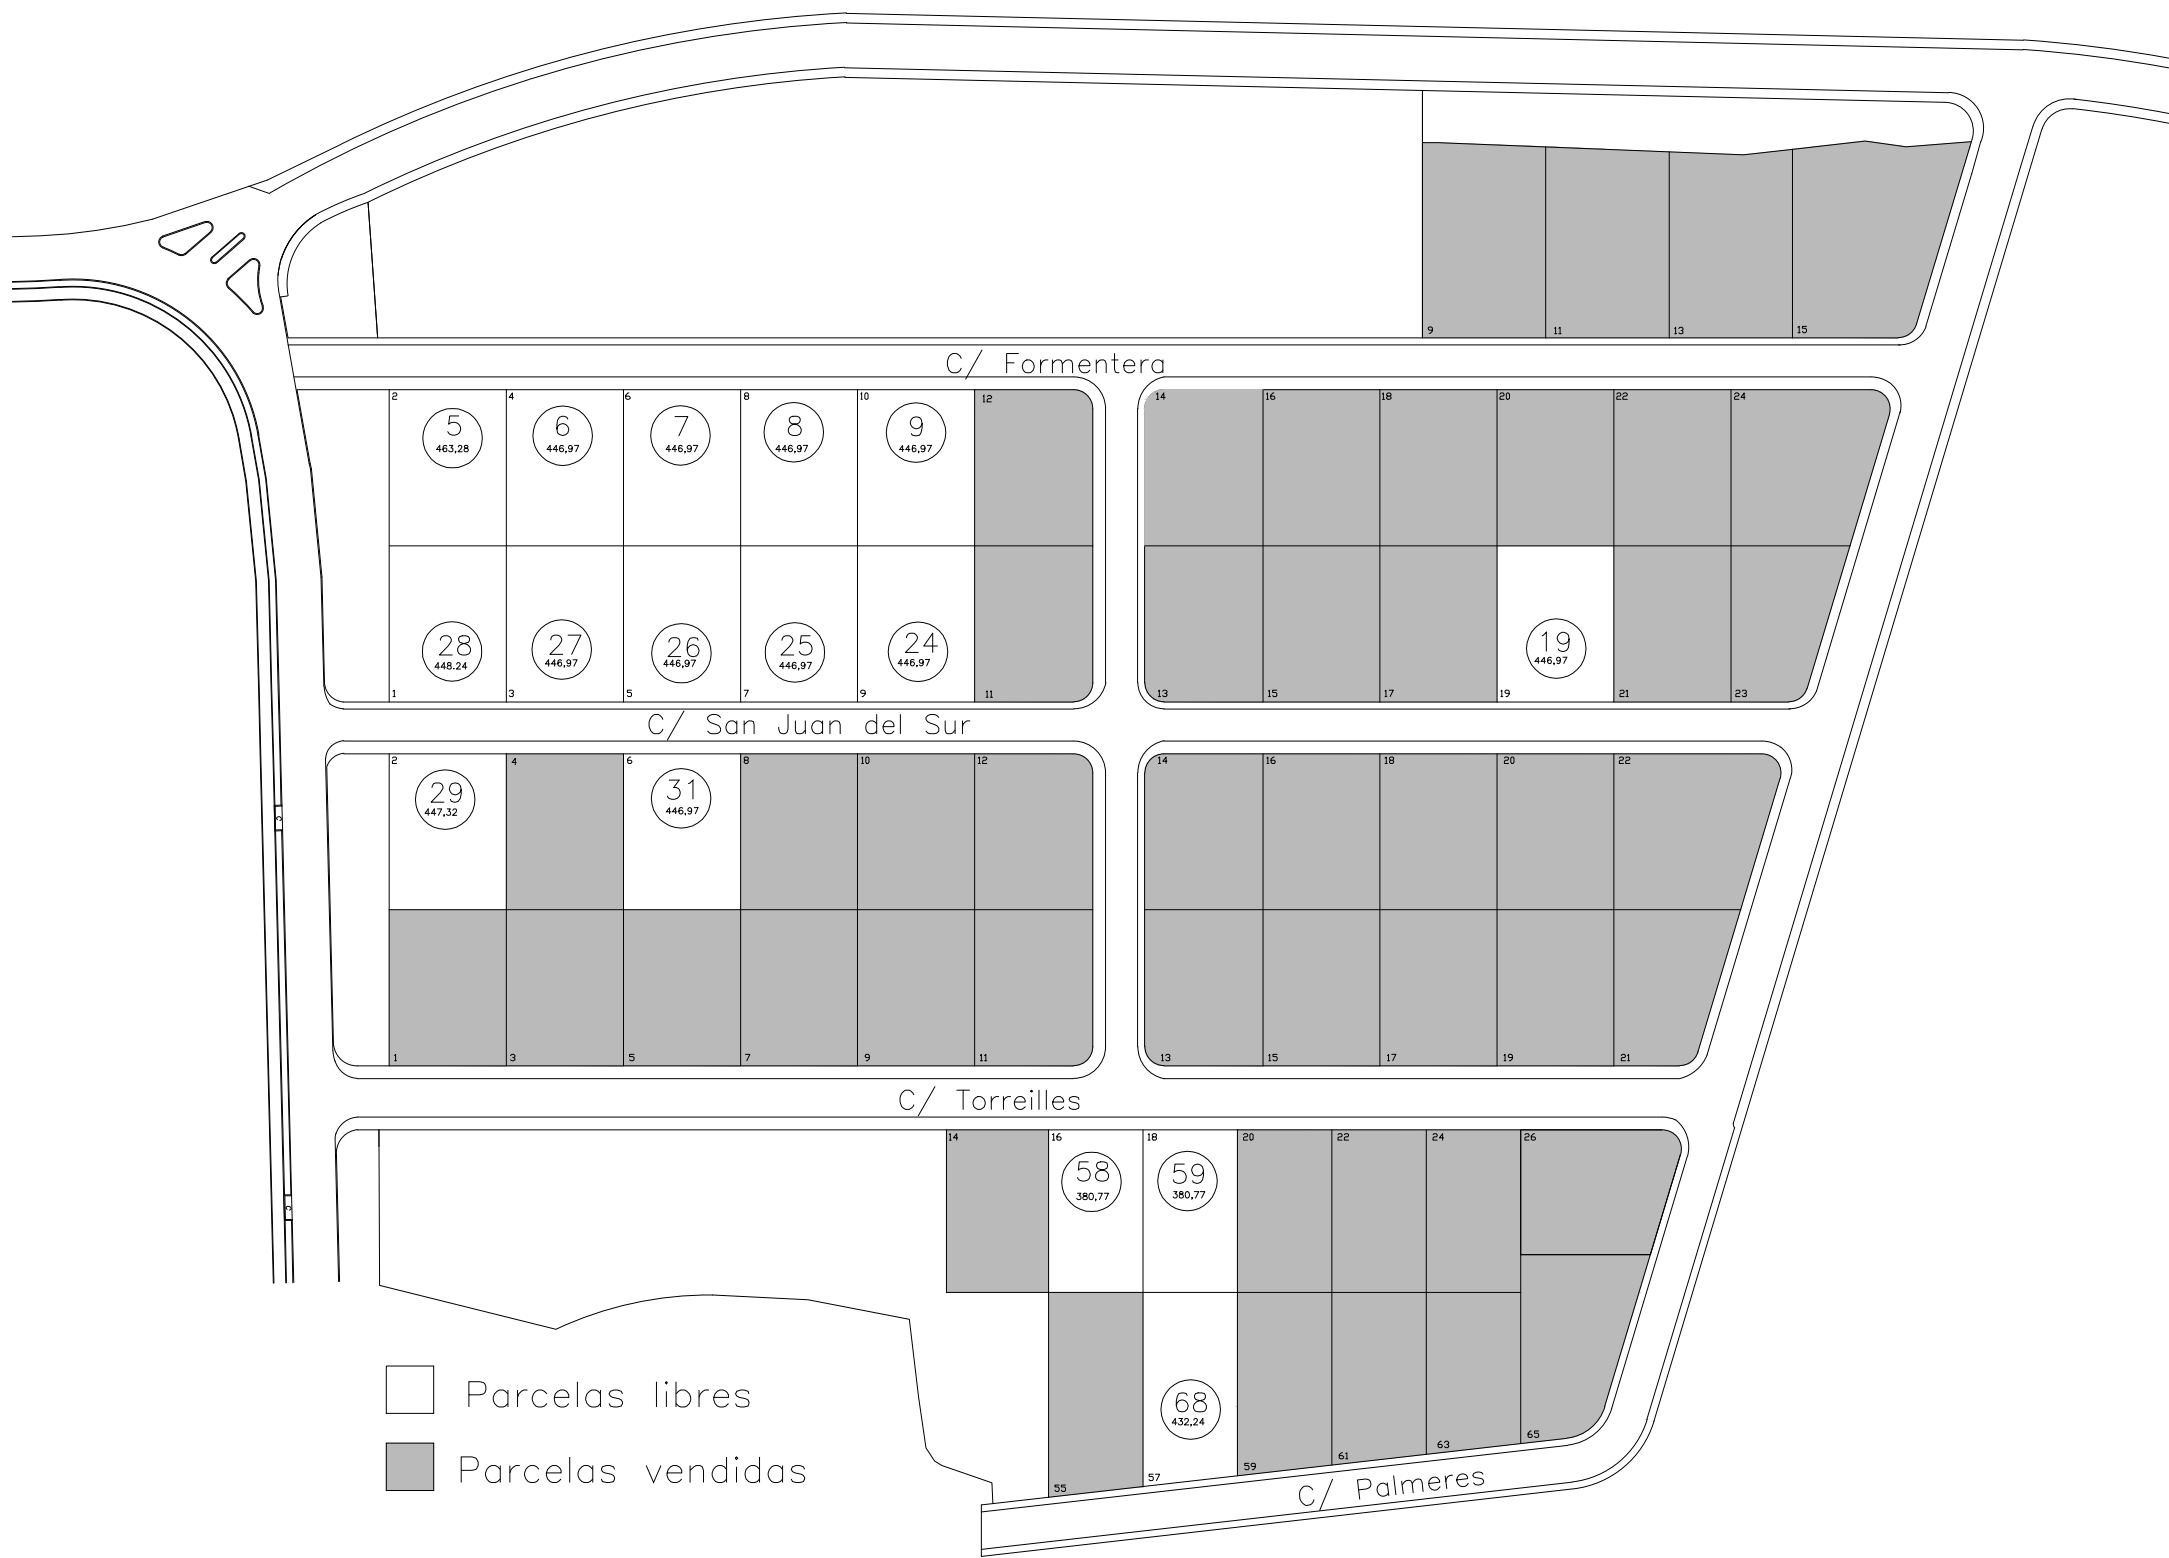 9 11 13 15
C/ Formentera
2 4 6 8 10 12 14 16 18 20 22 24
5 6 7 8 9
463,28 446,97 446,97 446,97 446,97
28 27 26 25 24 19
448.24 446,97 446,97 446,97 446,97 446,97
1 3 5 7 9 11 13 15 17 19 21 23
C/ San Juan del Sur
2 4 6 8 10 12 14 16 18 20 22
29 31
447,32 446,97
C
1 3 5 7 9 11 13 15 17 19 21
C/ Torreilles
14 16 18 20 22 24 26
58 59
380,77 380,77
C
Parcelas libres
68
432,24
Parcelas vendidas
55 57 59 61 63 65
C/ Palmeres